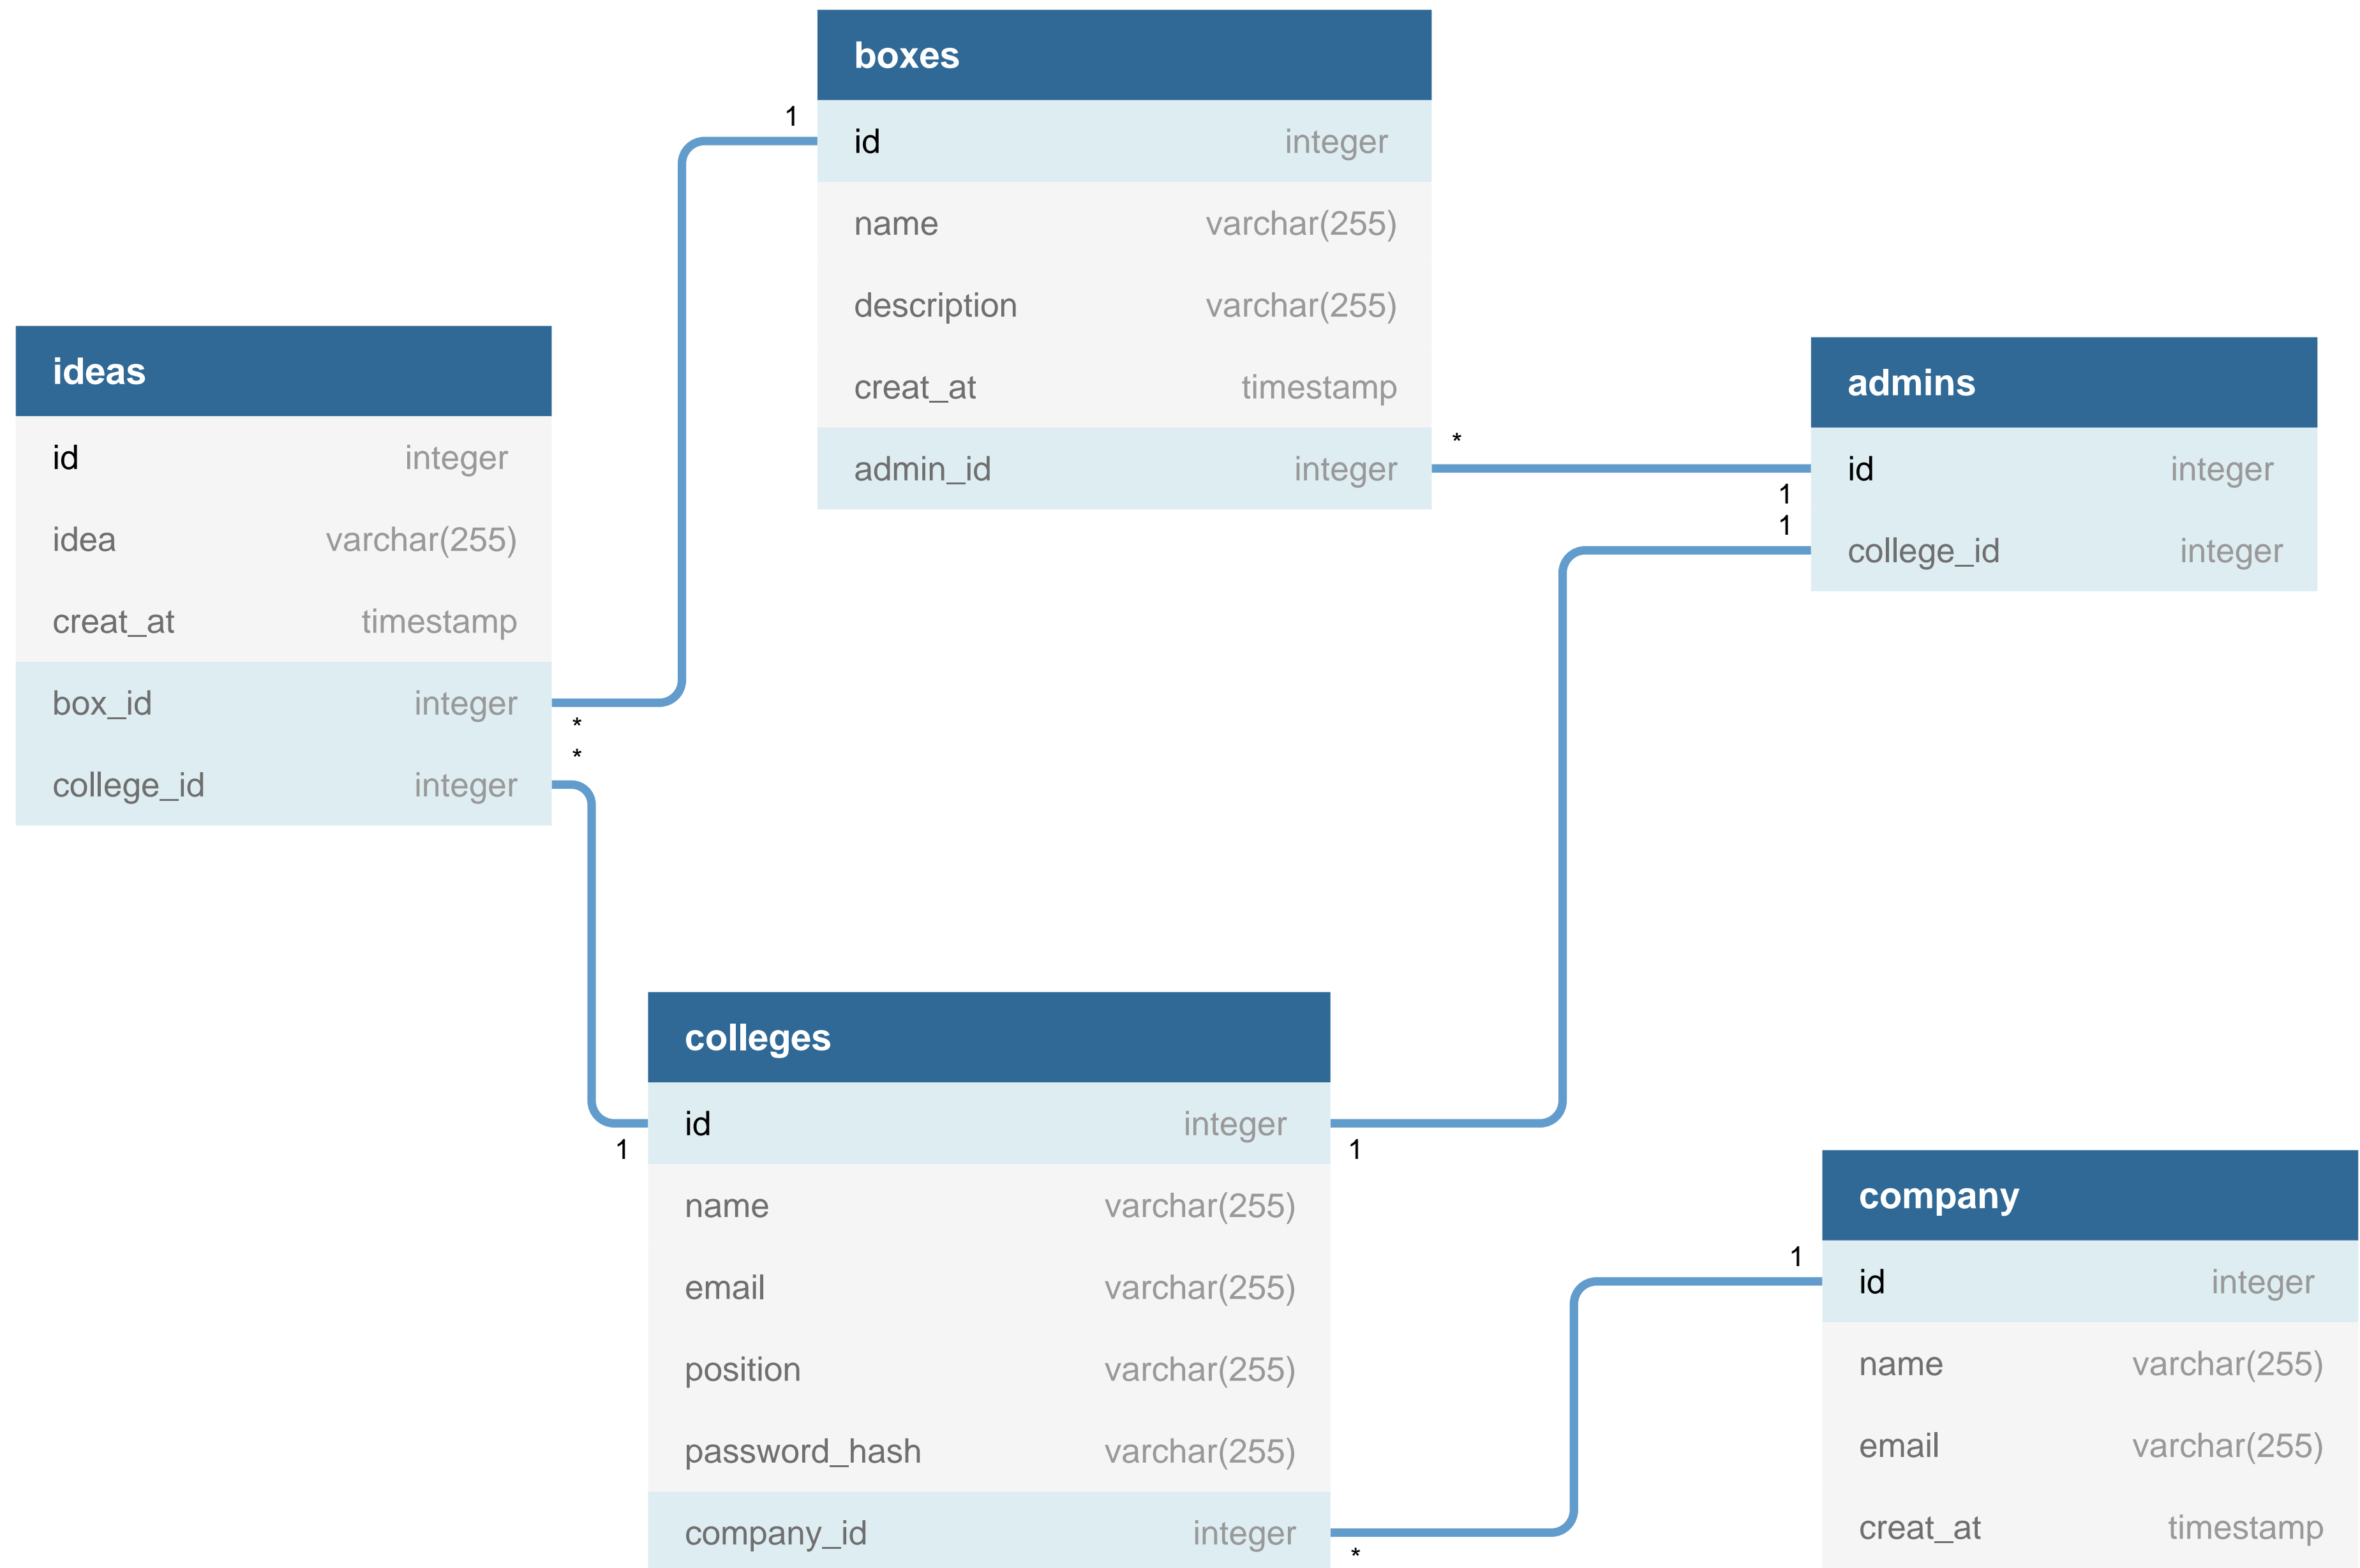 boxes
1
id integer
name varchar(255)
description varchar(255)
creat_at timestamp
*
admin_id integer
ideas
id integer
idea varchar(255)
creat_at timestamp
box_id integer
*
*
college_id integer
admins
id integer
1
1
college_id integer
colleges
id integer
1
1
name varchar(255)
email varchar(255)
position varchar(255)
password_hash varchar(255)
company_id integer
*
company
1
id integer
name varchar(255)
email varchar(255)
creat_at timestamp